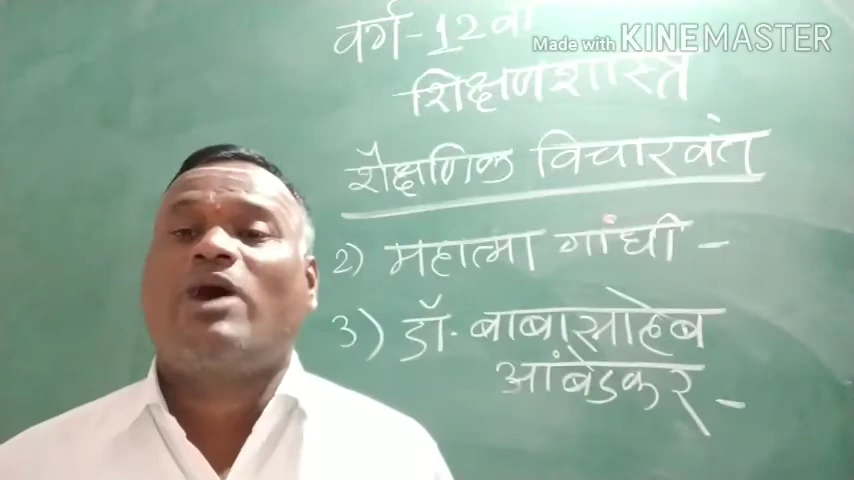 वर्ग-12वी
Made with KINEMASTER
शिक्षणशास्त्र
शैक्षणिक विचारवंत
2) महात्मा गांधी -
3) डॉ. बाबासाहेब
आंबेडकर -